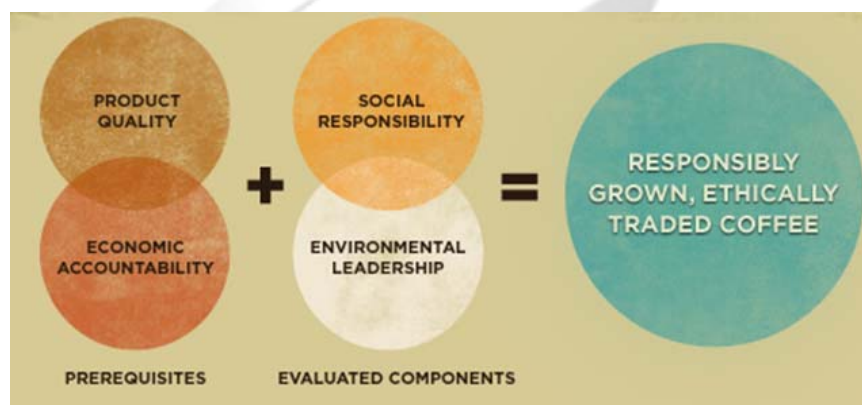 PRODUCT
QUALITY
ECONOMIC
ACCOUNTABILITY
PREREQUISITES
+
SOCIAL
RESPONSIBILITY
ENVIRONMENTAL
LEADERSHIP
EVALUATED COMPONENTS
=
RESPONSIBLY
GROWN, ETHICALLY
TRADED COFFEE